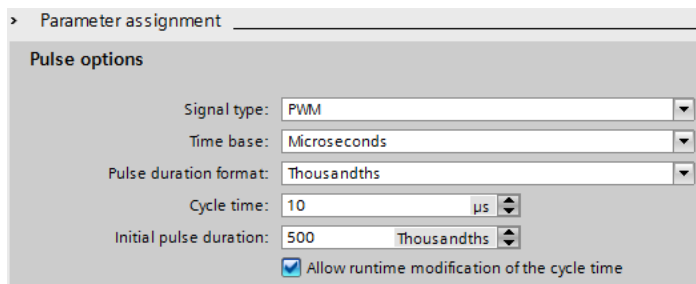 Parameter assignment
Pulse options
Signal type: PWM
Time base: Microseconds
Pulse duration format: Thousandths
Cycle time: 10 µs
Initial pulse duration: 500 Thousandths
Allow runtime modification of the cycle time